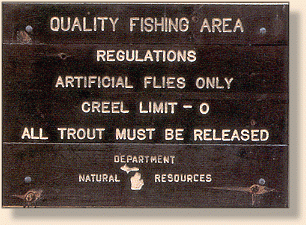 QUALITY FISHING AREA
REGULATIONS
ARTIFICIAL FLIES ONLY
CREEL LIMIT - 0
ALL TROUT MUST BE RELEASED
DEPARTMENT
NATURAL RESOURCES